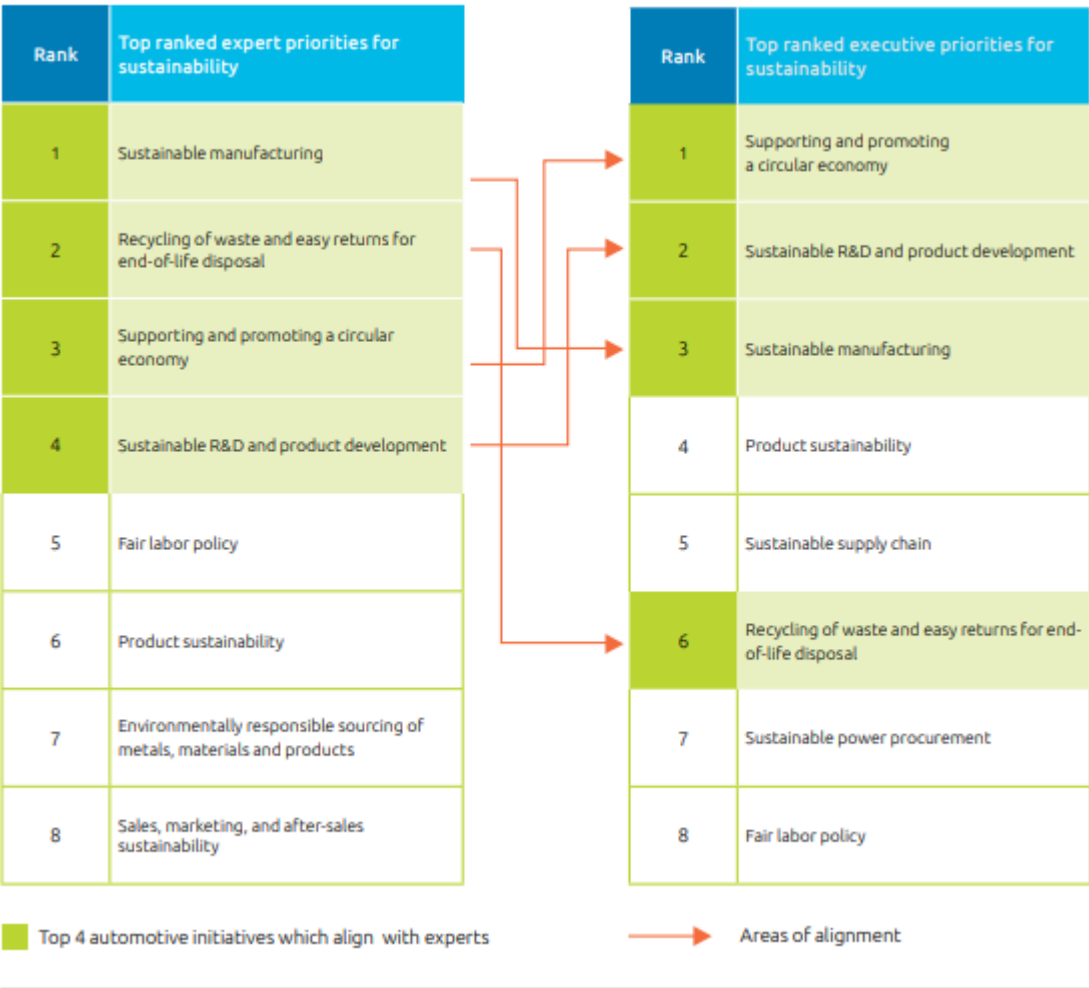 Rank
Top ranked expert priorities for
sustainability
1
Sustainable manufacturing
2
Recycling of waste and easy returns for
end-of-life disposal
3
Supporting and promoting a circular
economy
4
Sustainable R&D and product development
5
Fair labor policy
6
Product sustainability
7
Environmentally responsible sourcing of
metals, materials and products
8
Sales, marketing, and after-sales
sustainability
Rank
Top ranked executive priorities for
sustainability
1
Supporting and promoting
a circular economy
2
Sustainable R&D and product development
3
Sustainable manufacturing
4
Product sustainability
5
Sustainable supply chain
6
Recycling of waste and easy returns for end-
of-life disposal
7
Sustainable power procurement
8
Fair labor policy
Top 4 automotive initiatives which align with experts
Areas of alignment